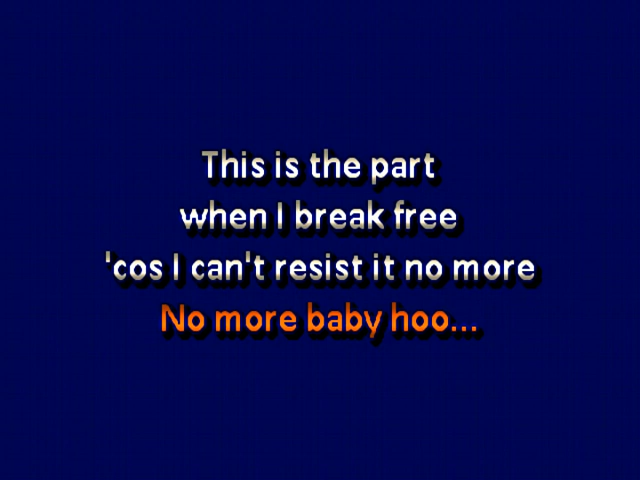 This is the part
when I break free
'cos I can't resist it no more
No more baby hoo...